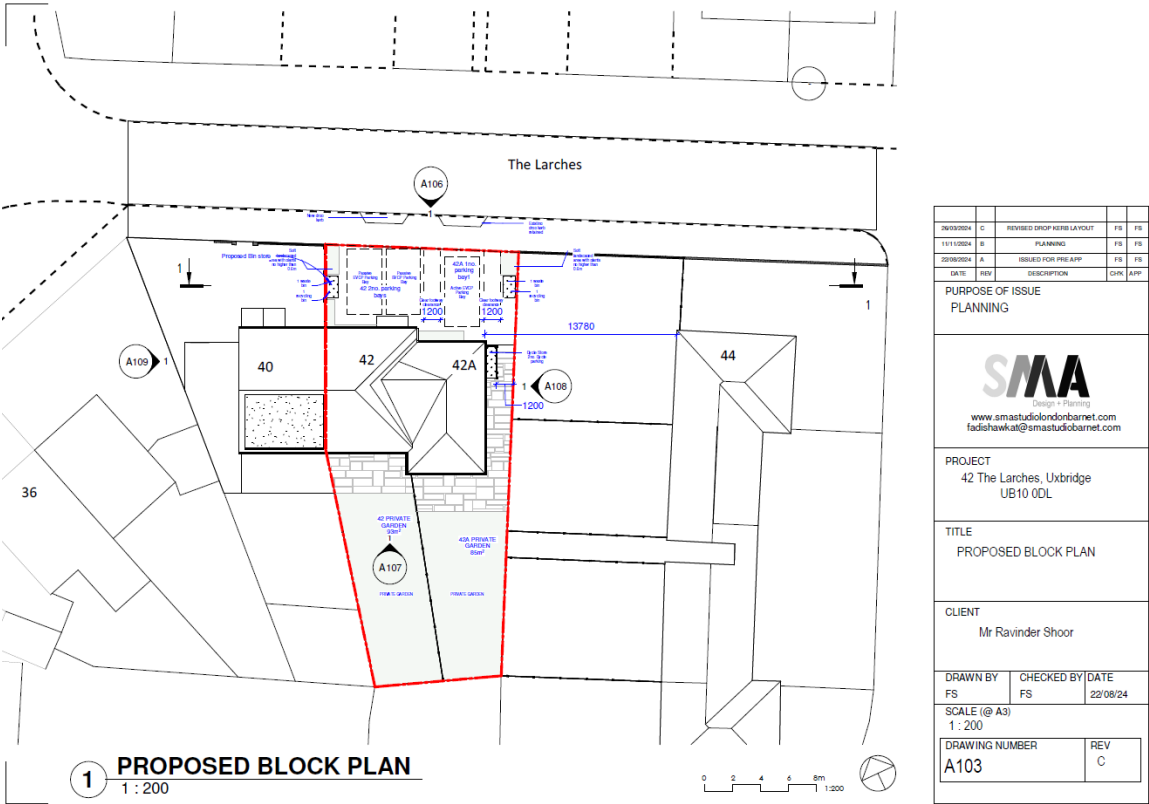 The Larches
A106
1
Proposed Bin store
42A 1no.
parking
bay1
42 2no. parking
bays
1
1
1200
1200
13780
A109
1
40
42
42A
44
1
A108
1200
36
42 PRIVATE
GARDEN
93m²
42A PRIVATE
GARDEN
85m²
A107
PRIVATE GARDEN
PRIVATE GARDEN
1
PROPOSED BLOCK PLAN
1 : 200
0 2 4 6 8m
1:200
26/03/2024 C REVISED DROP KERB LAYOUT FS FS
11/11/2024 B PLANNING FS FS
22/08/2024 A ISSUED FOR PRE APP FS FS
DATE REV DESCRIPTION CHK APP
PURPOSE OF ISSUE
PLANNING
SMA
Design + Planning
www.smastudiolondonbarnet.com
fadishawkat@smastudiobarnet.com
PROJECT
42 The Larches, Uxbridge
UB10 0DL
TITLE
PROPOSED BLOCK PLAN
CLIENT
Mr Ravinder Shoor
DRAWN BY CHECKED BY DATE
FS FS 22/08/24
SCALE (@ A3)
1 : 200
DRAWING NUMBER REV
A103 C